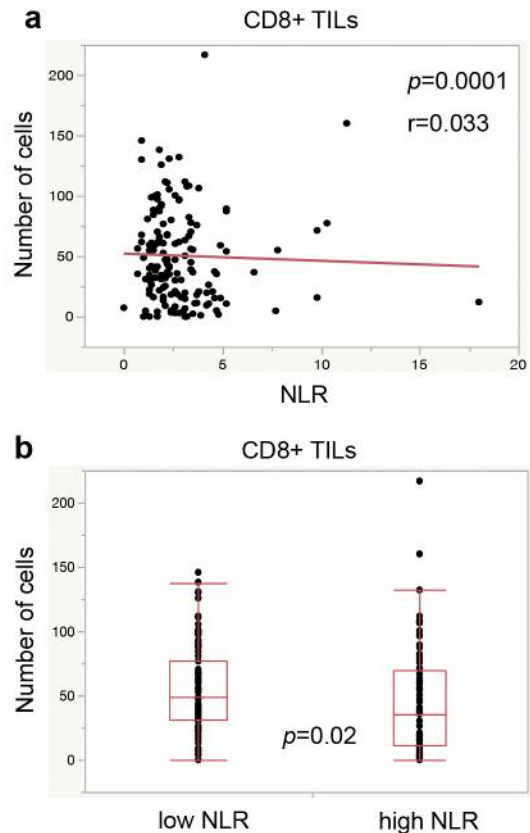 a
CD8+ TILs
200
150
100
50
0
Number of cells
p=0.0001
r=0.033
0 5 10 15 20
NLR
b
CD8+ TILs
200
150
100
50
0
Number of cells
p=0.02
low NLR high NLR